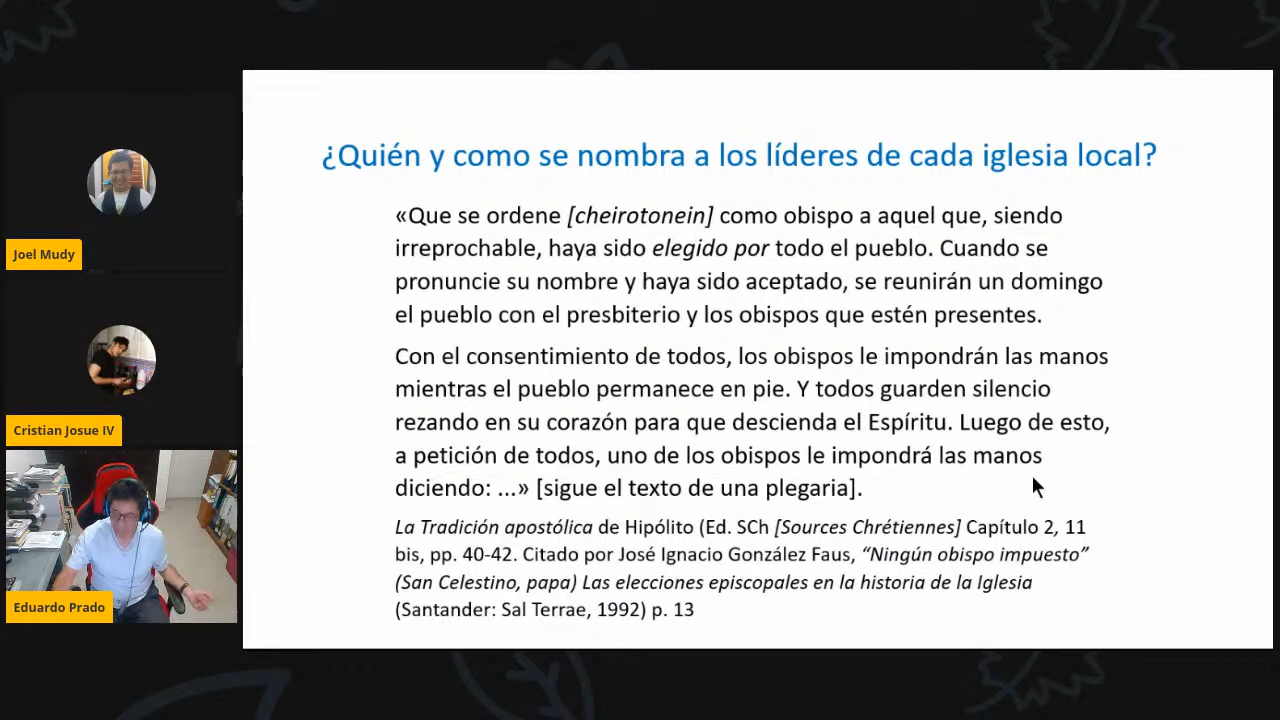 Joel Mudy
Cristian Josue IV
Eduardo Prado
¿Quién y como se nombra a los líderes de cada iglesia local?
«Que se ordene [cheirotonein] como obispo a aquel que, siendo
irreprochable, haya sido elegido por todo el pueblo. Cuando se
pronuncie su nombre y haya sido aceptado, se reunirán un domingo
el pueblo con el presbiterio y los obispos que estén presentes.
Con el consentimiento de todos, los obispos le impondrán las manos
mientras el pueblo permanece en pie. Y todos guarden silencio
rezando en su corazón para que descienda el Espíritu. Luego de esto,
a petición de todos, uno de los obispos le impondrá las manos
diciendo: ...» [sigue el texto de una plegaria].
La Tradición apostólica de Hipólito (Ed. SCh [Sources Chrétiennes] Capítulo 2, 11
bis, pp. 40-42. Citado por José Ignacio González Faus, “Ningún obispo impuesto”
(San Celestino, papa) Las elecciones episcopales en la historia de la Iglesia
(Santander: Sal Terrae, 1992) p. 13